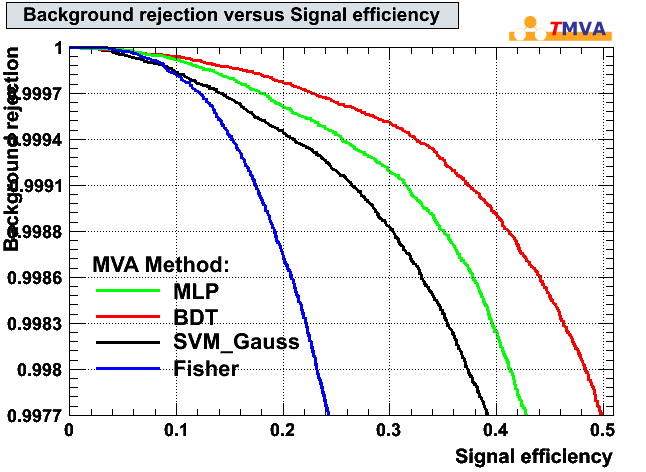 Background rejection versus Signal efficiency
TMVA
Background rejection
1
0.9997
0.9994
0.9991
0.9988
0.9986
0.9983
0.998
0.9977
MVA Method:
MLP
BDT
SVM_Gauss
Fisher
0 0.1 0.2 0.3 0.4 0.5
Signal efficiency